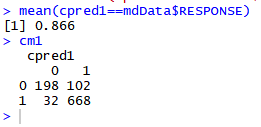 > mean(cpred1==mdData$RESPONSE)
[1] 0.866
> cm1
   cpred1
      0   1
  0 198 102
  1  32 668
>